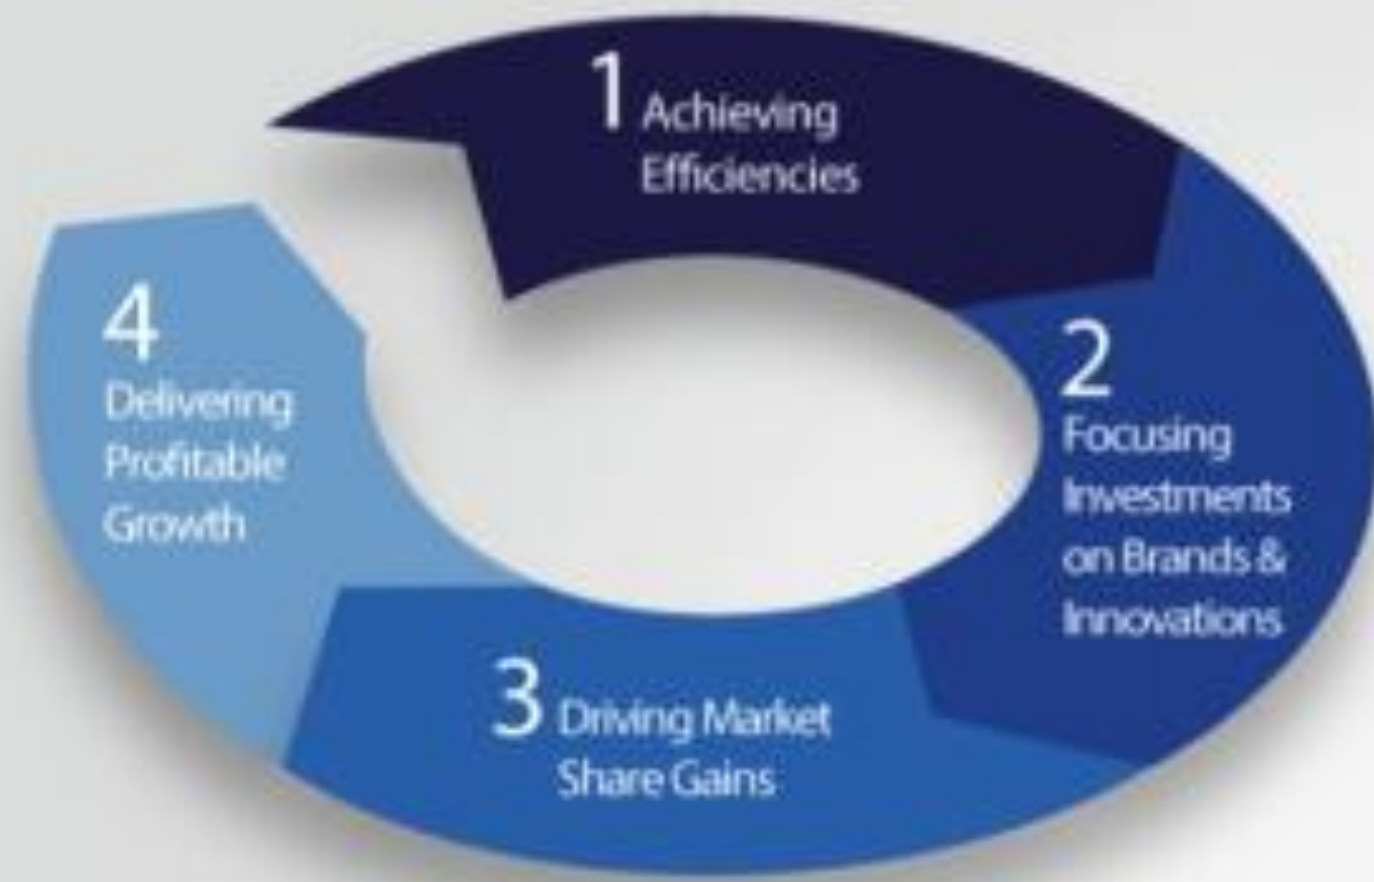 1 Achieving
Efficiencies
2
Focusing
Investments
on Brands &
Innovations
3 Driving Market
Share Gains
4
Delivering
Profitable
Growth